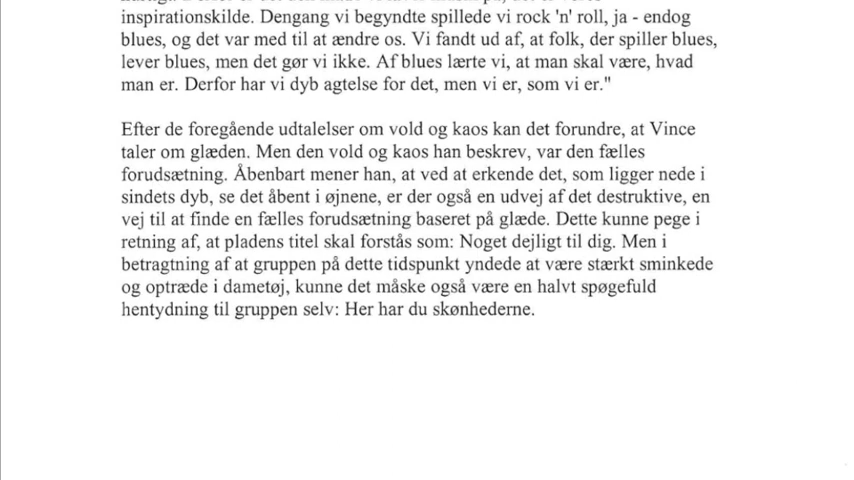 inspirationskilde. Dengang vi begyndte spillede vi rock 'n' roll, ja - endog
blues, og det var med til at ændre os. Vi fandt ud af, at folk, der spiller blues,
lever blues, men det gør vi ikke. Af blues lærte vi, at man skal være, hvad
man er. Derfor har vi dyb agtelse for det, men vi er, som vi er."
Efter de foregående udtalelser om vold og kaos kan det forundre, at Vince
taler om glæden. Men den vold og kaos han beskrev, var den fælles
forudsætning. Åbenbart mener han, at ved at erkende det, som ligger nede i
sindets dyb, se det åbent i øjnene, er der også en udvej af det destruktive, en
vej til at finde en fælles forudsætning baseret på glæde. Dette kunne pege i
retning af, at pladens titel skal forstås som: Noget dejligt til dig. Men i
betragtning af at gruppen på dette tidspunkt yndede at være stærkt sminkede
og optræde i dametøj, kunne det måske også være en halvt spøgefuld
hentydning til gruppen selv: Her har du skønhederne.